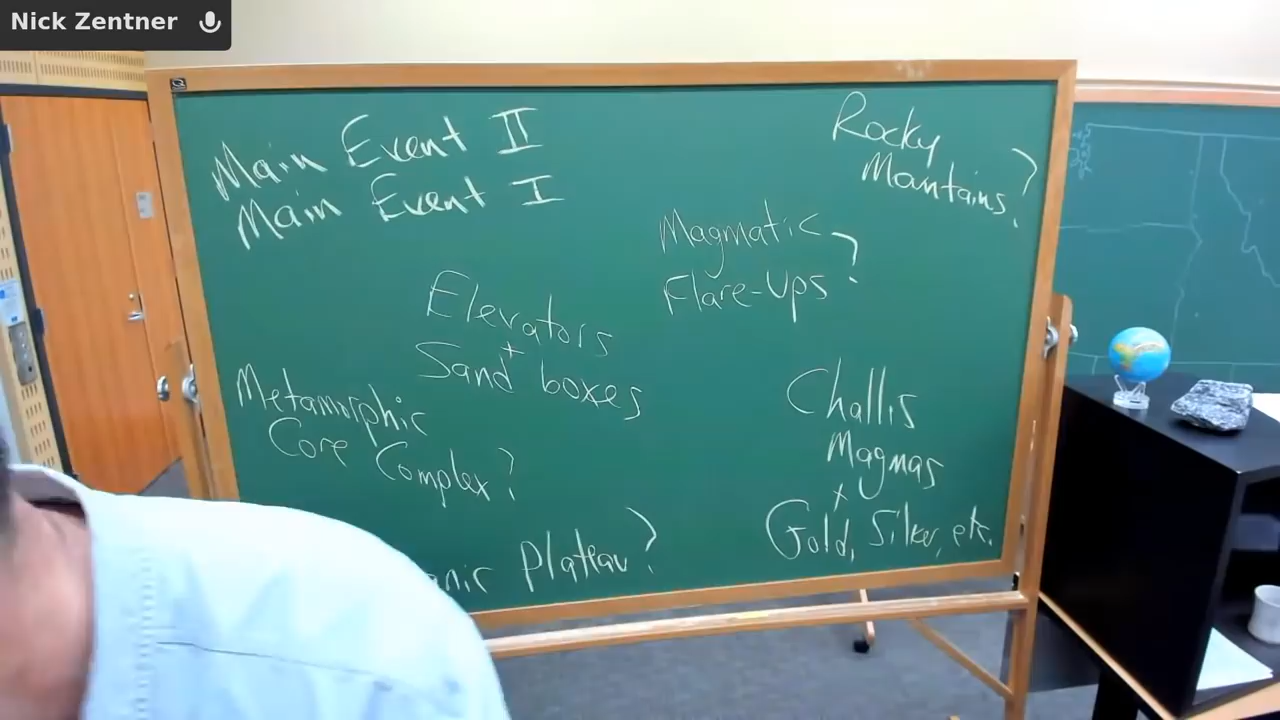 Nick Zentner
Main Event II
Main Event I
Rocky
Mountains?
Magmatic
Flare-Ups?
Elevators
+
Sand boxes
Metamorphic
Core Complex?
Challis
Magmas
+
Gold, Silver, etc.
Plateau?